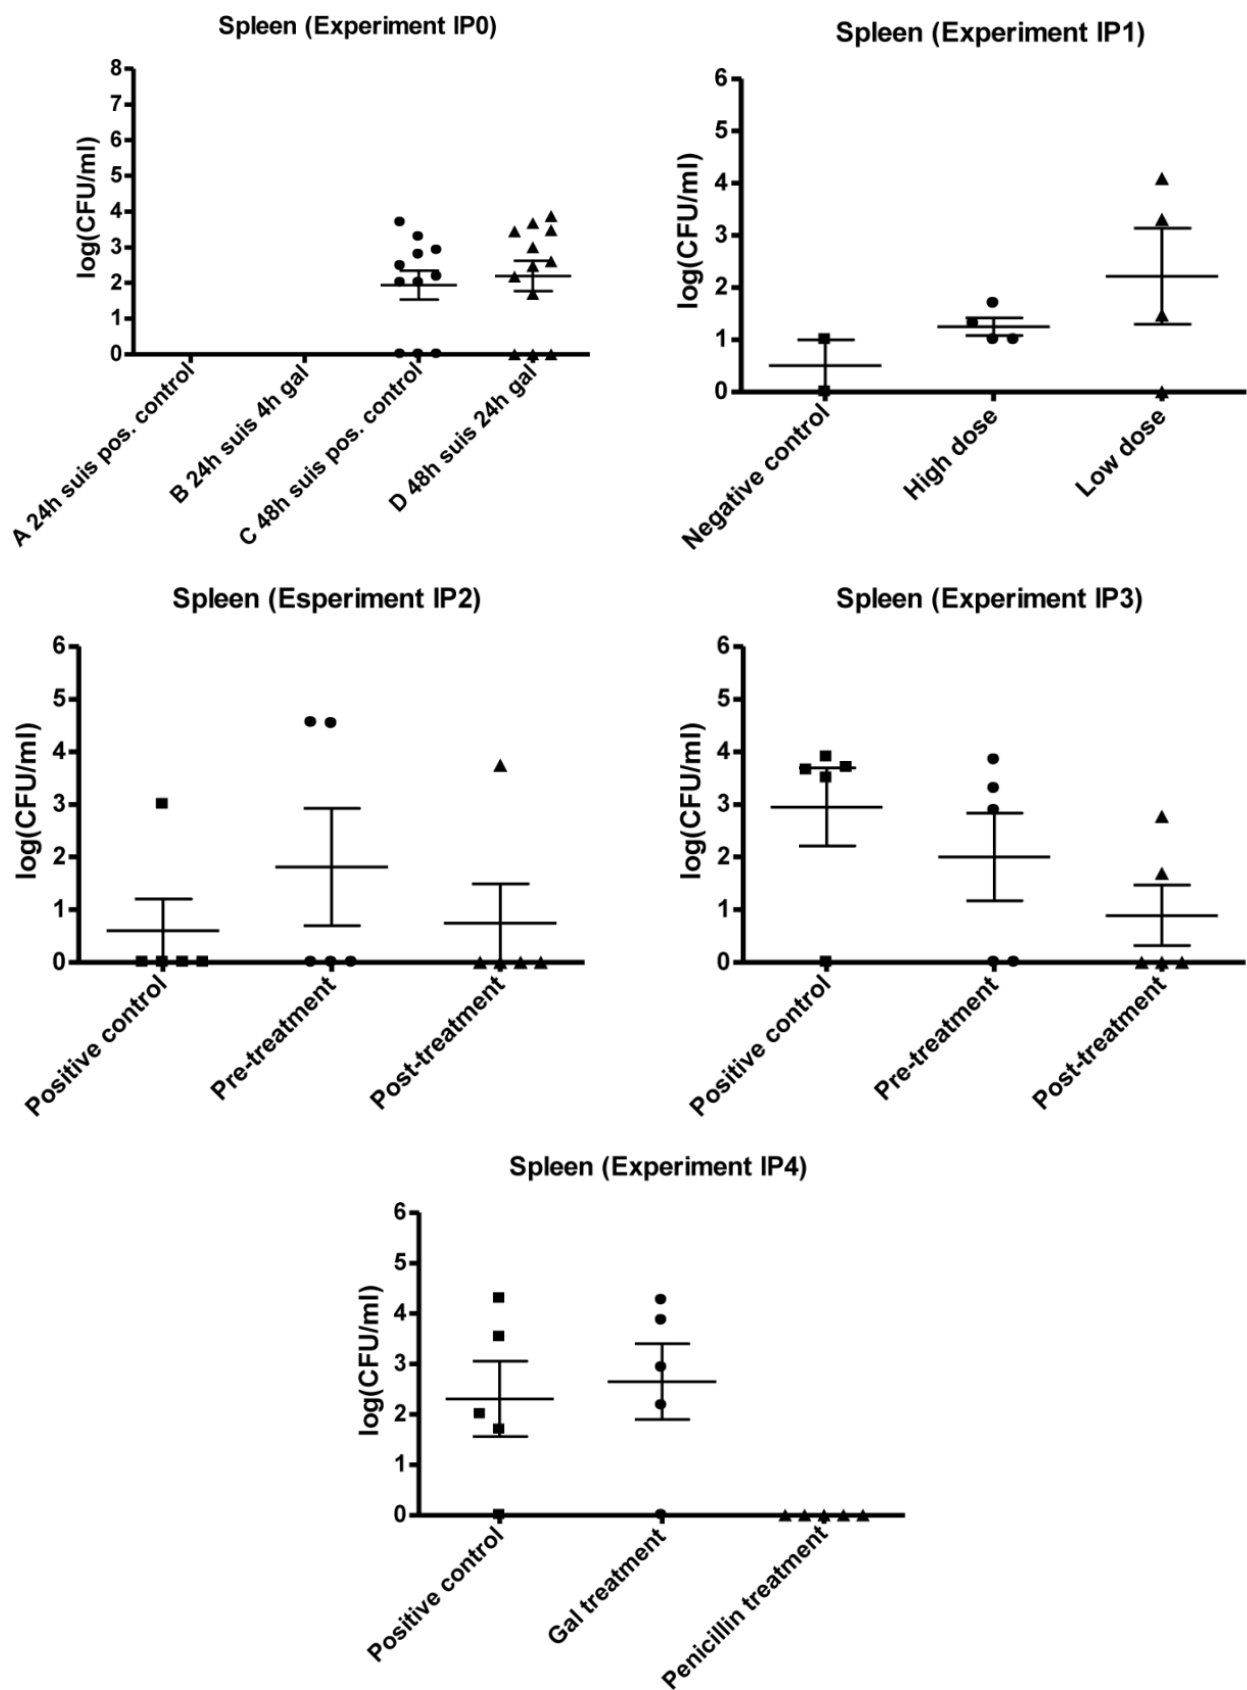 Spleen (Experiment IP0)
log(CFU/ml)
8
7
6
5
4
3
2
1
0
A 24h suis pos. control
B 24h suis 4h gal
C 48h suis pos. control
D 48h suis 24h gal
Spleen (Experiment IP1)
log(CFU/ml)
6
5
4
3
2
1
0
Negative control
High dose
Low dose
Spleen (Esperiment IP2)
log(CFU/ml)
6
5
4
3
2
1
0
Positive control
Pre-treatment
Post-treatment
Spleen (Experiment IP3)
log(CFU/ml)
6
5
4
3
2
1
0
Positive control
Pre-treatment
Post-treatment
Spleen (Experiment IP4)
log(CFU/ml)
6
5
4
3
2
1
0
Positive control
Gal treatment
Penicillin treatment